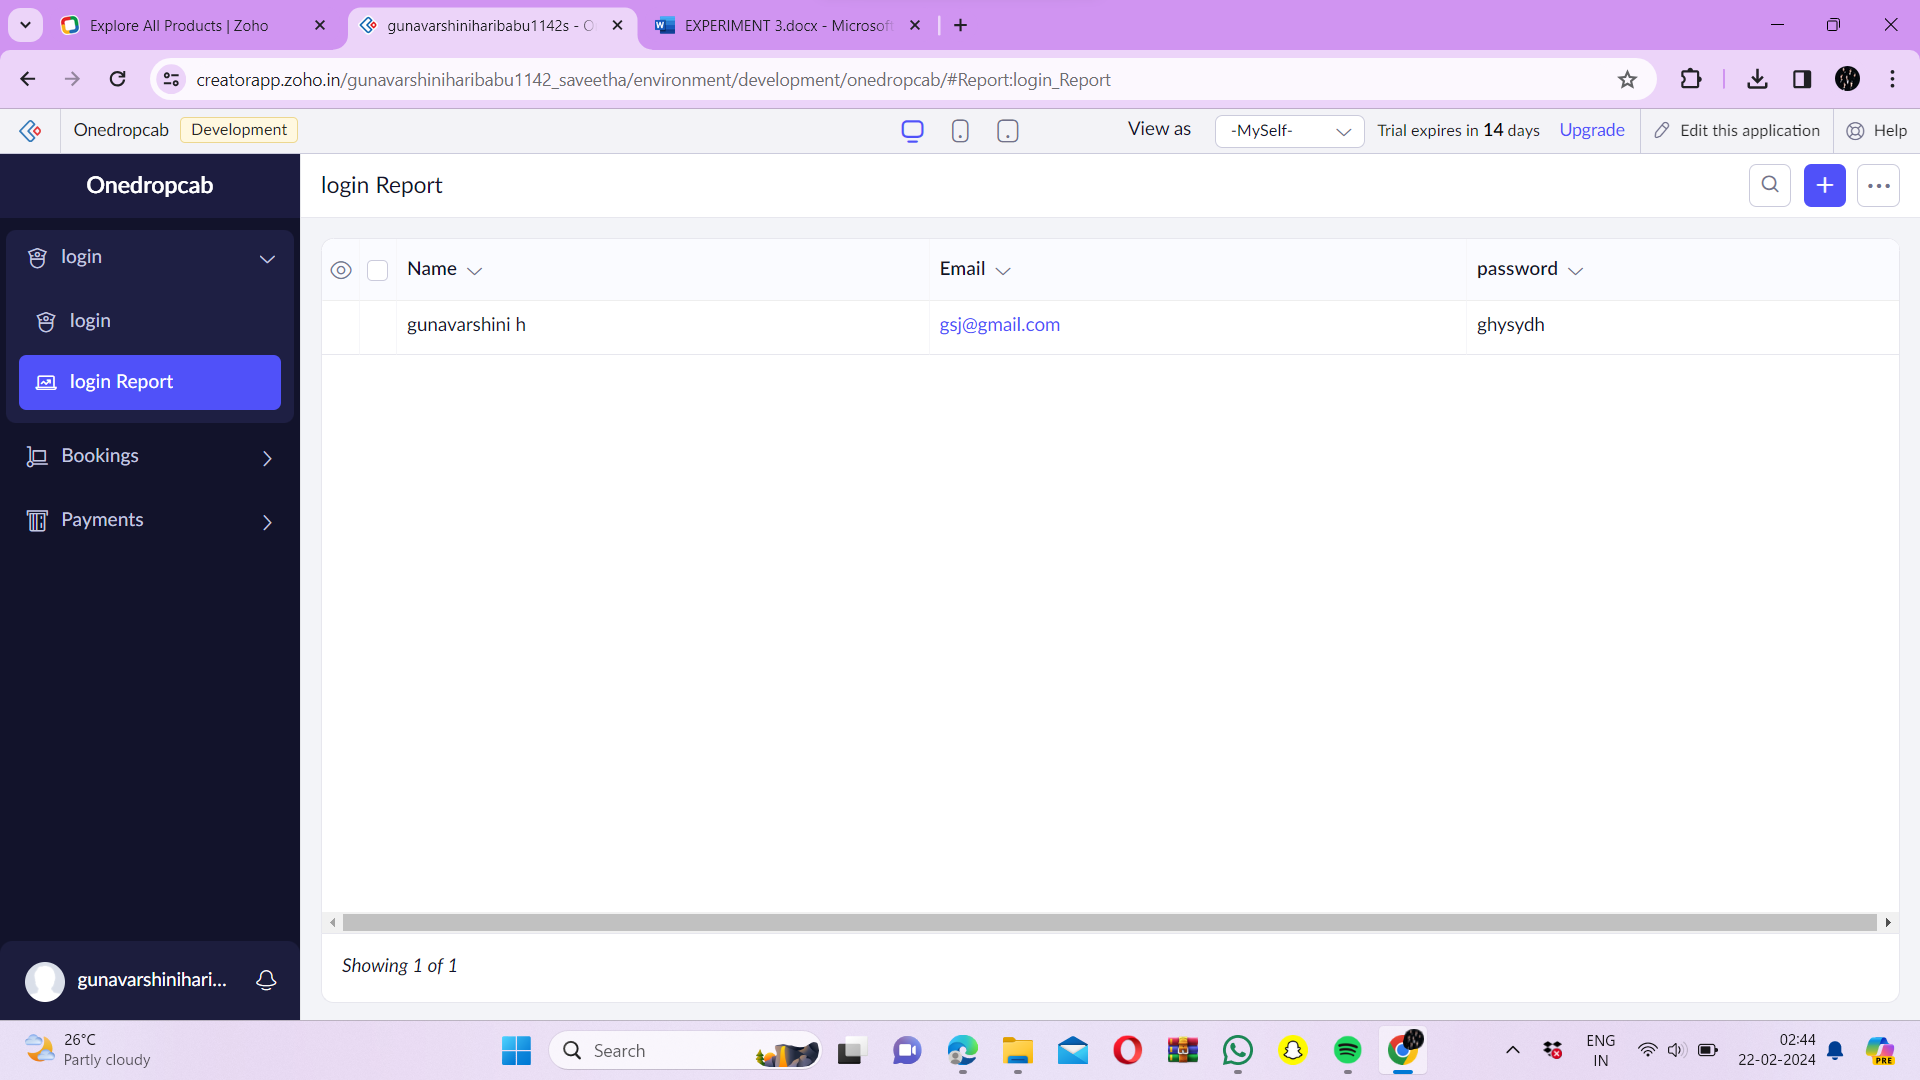 Explore All Products | Zoho
gunavarshiniharibabu1142s - O
EXPERIMENT 3.docx - Microsoft
creatorapp.zoho.in/gunavarshiniharibabu1142_saveetha/environment/development/onedropcab/#Report:login_Report
Onedropcab Development View as -MySelf- Trial expires in 14 days Upgrade Edit this application Help
Onedropcab
login Report
login
login
login Report
Bookings
Payments
Name Email password
gunavarshini h gsj@gmail.com ghysydh
Showing 1 of 1
gunavarshinihari...
26°C
Partly cloudy
Search
PRE
ENG
IN
02:44
22-02-2024